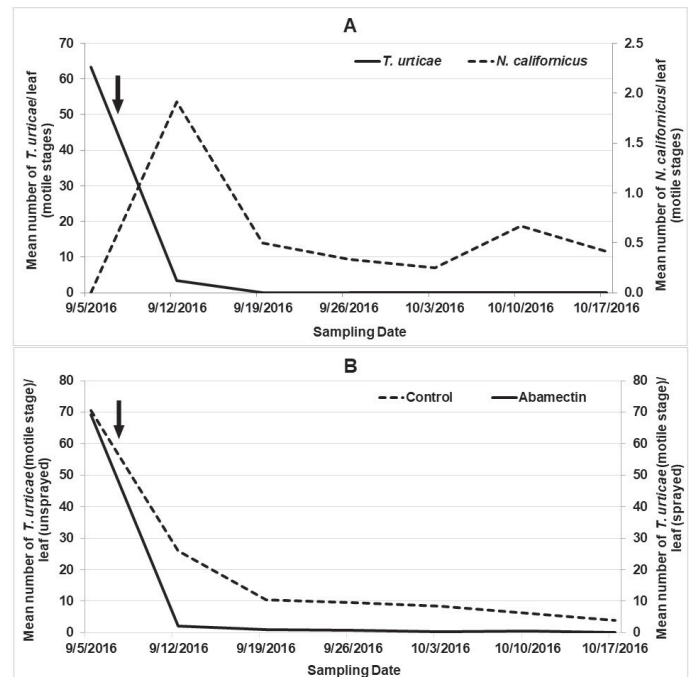 A
T. urticae
N. californicus
Mean number of T. urticae/ leaf
(motile stages)
70
60
50
40
30
20
10
0
2.5
2.0
1.5
1.0
0.5
0.0
Mean number of N. californicus/ leaf
(motile stages)
9/5/2016 9/12/2016 9/19/2016 9/26/2016 10/3/2016 10/10/2016 10/17/2016
Sampling Date
B
Control
Abamectin
Mean number of T. urticae (motile stage)/
leaf (unsprayed)
80
70
60
50
40
30
20
10
0
80
70
60
50
40
30
20
10
0
Mean number of T. urticae (motile stage)/
leaf (sprayed)
9/5/2016 9/12/2016 9/19/2016 9/26/2016 10/3/2016 10/10/2016 10/17/2016
Sampling Date